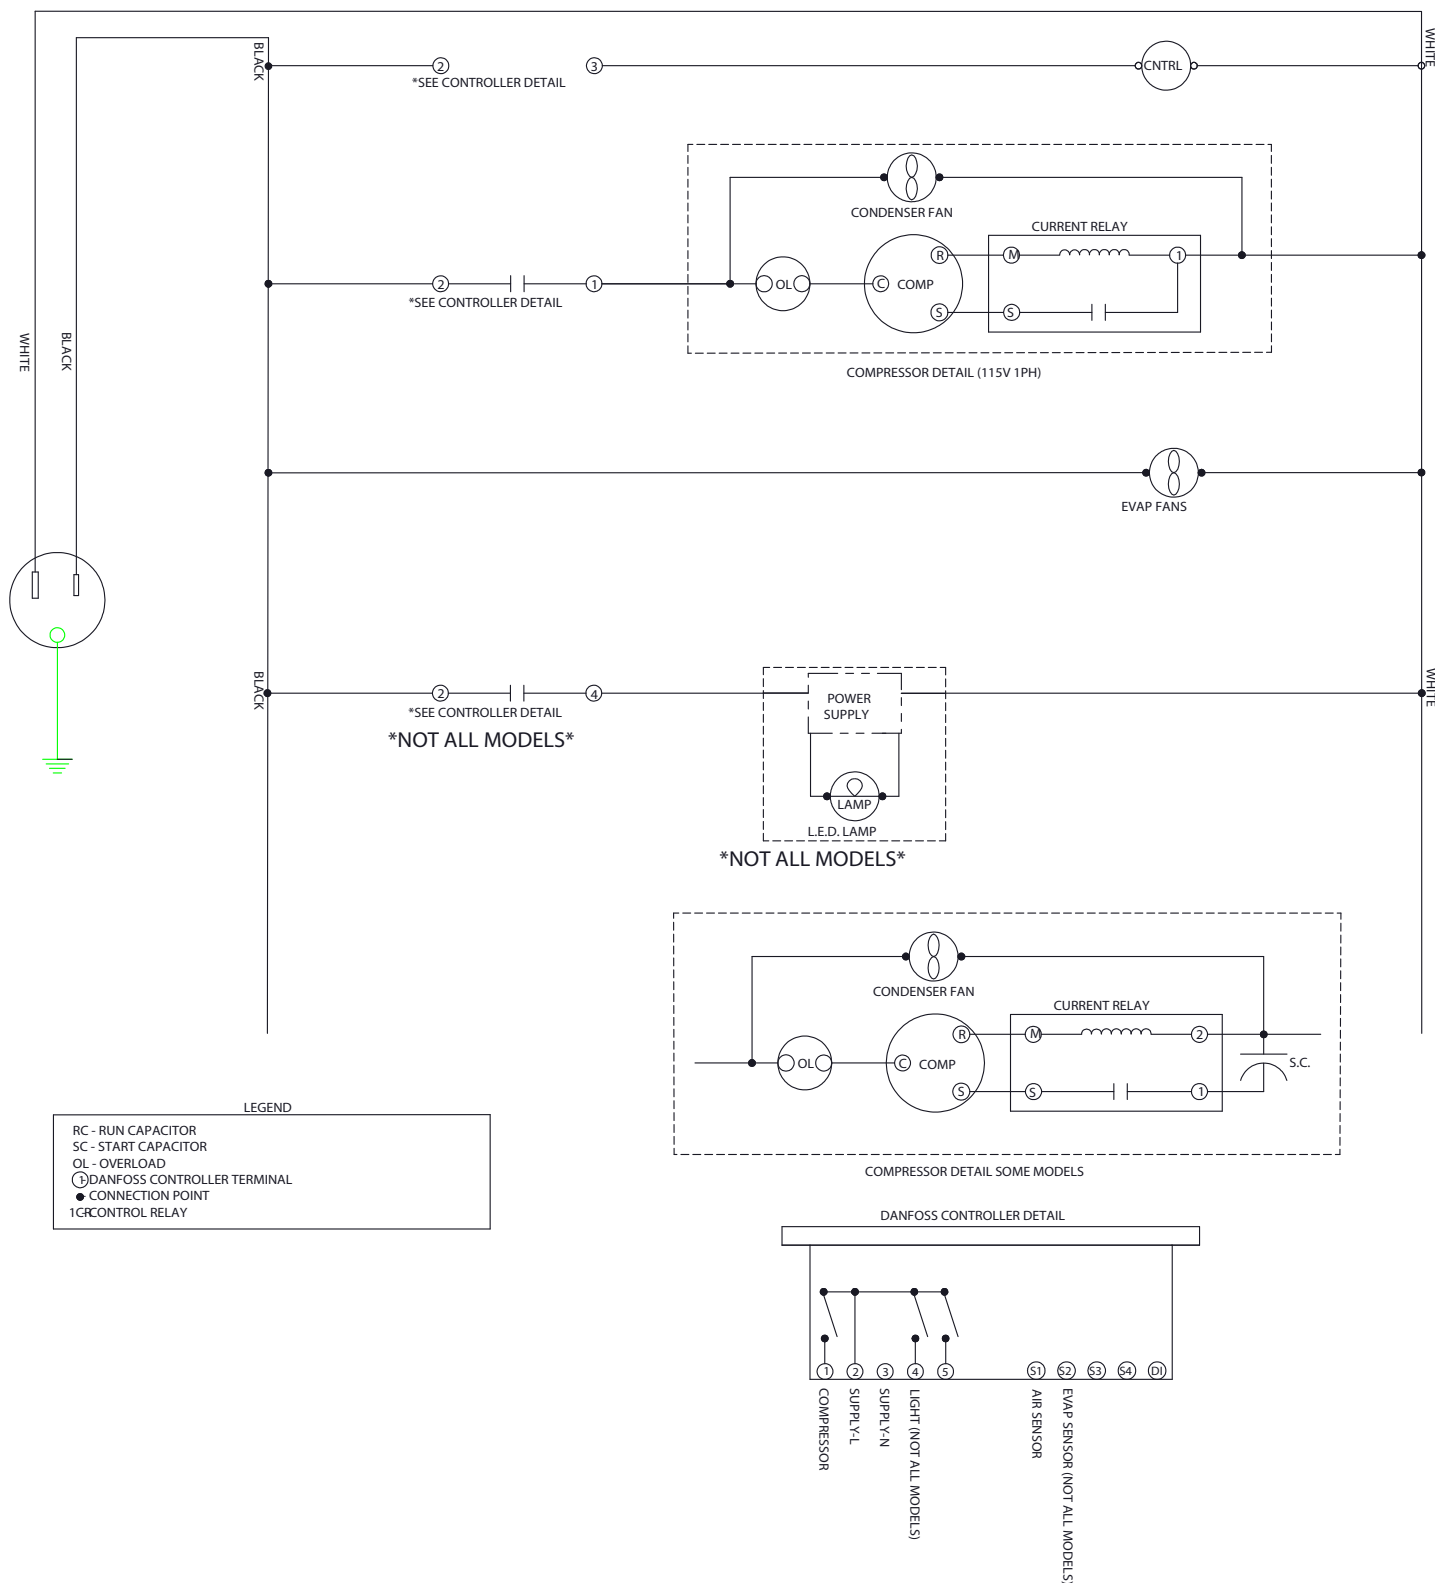 BLACK
WHITE
2
3
CNTRL
*SEE CONTROLLER DETAIL
CONDENSER FAN
CURRENT RELAY
R
M
1
2
1
OL
C
COMP
*SEE CONTROLLER DETAIL
S
S
WHITE
BLACK
COMPRESSOR DETAIL (115V 1PH)
EVAP FANS
BLACK
WHITE
2
4
POWER
SUPPLY
*SEE CONTROLLER DETAIL
*NOT ALL MODELS*
LAMP
L.E.D. LAMP
*NOT ALL MODELS*
CONDENSER FAN
CURRENT RELAY
R
M
2
OL
C
COMP
S.C.
S
S
1
COMPRESSOR DETAIL SOME MODELS
LEGEND
RC - RUN CAPACITOR
SC - START CAPACITOR
OL - OVERLOAD
1-DANFOSS CONTROLLER TERMINAL
- CONNECTION POINT
1CR-CONTROL RELAY
DANFOSS CONTROLLER DETAIL
1
2
3
4
5
S1
S2
S3
S4
DI
COMPRESSOR
SUPPLY-L
SUPPLY-N
LIGHT (NOT ALL MODELS)
AIR SENSOR
EVAP SENSOR (NOT ALL MODELS)